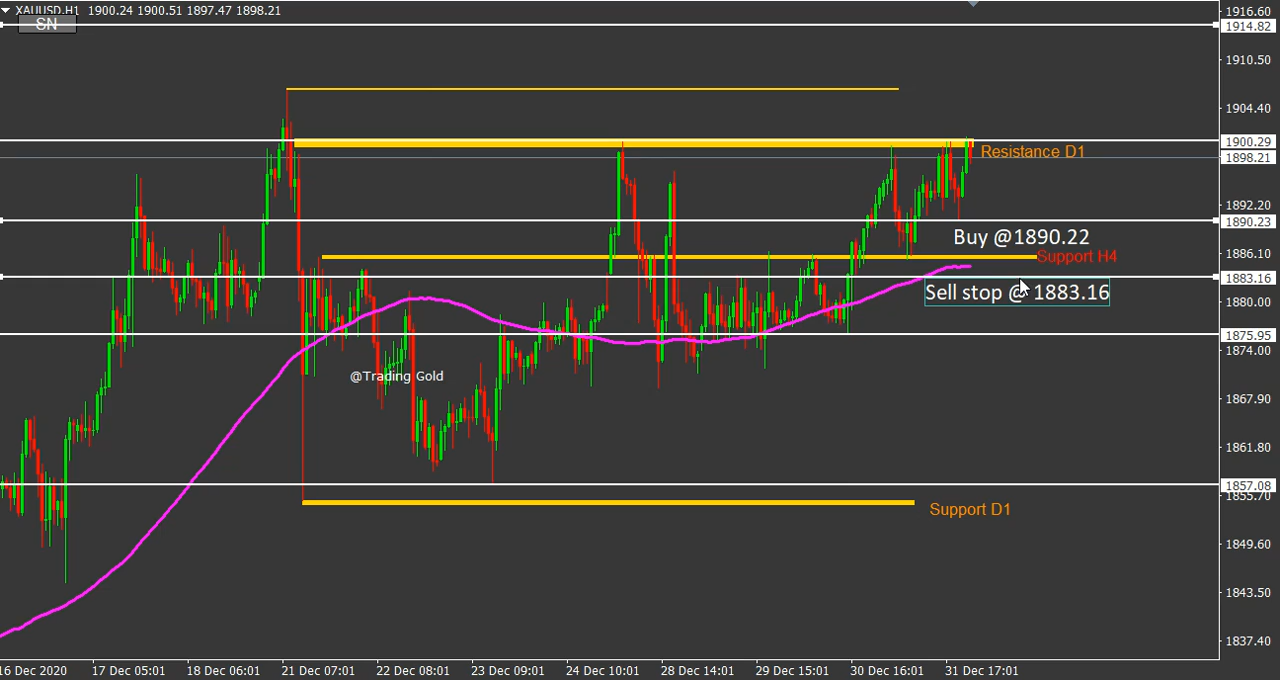 XAUUSD,H1 1900.24 1900.51 1897.47 1898.21
SN
1916.60
1914.82
1910.50
1904.40
1900.29
Resistance D1
1898.21
1892.20
1890.23
Buy @1890.22
1886.10
Support H4
1883.16
Sell stop @ 1883.16
1880.00
1875.95
1874.00
@Trading Gold
1867.90
1861.80
1857.08
1855.70
Support D1
1849.60
1843.50
1837.40
16 Dec 2020 17 Dec 05:01 18 Dec 06:01 21 Dec 07:01 22 Dec 08:01 23 Dec 09:01 24 Dec 10:01 28 Dec 14:01 29 Dec 15:01 30 Dec 16:01 31 Dec 17:01